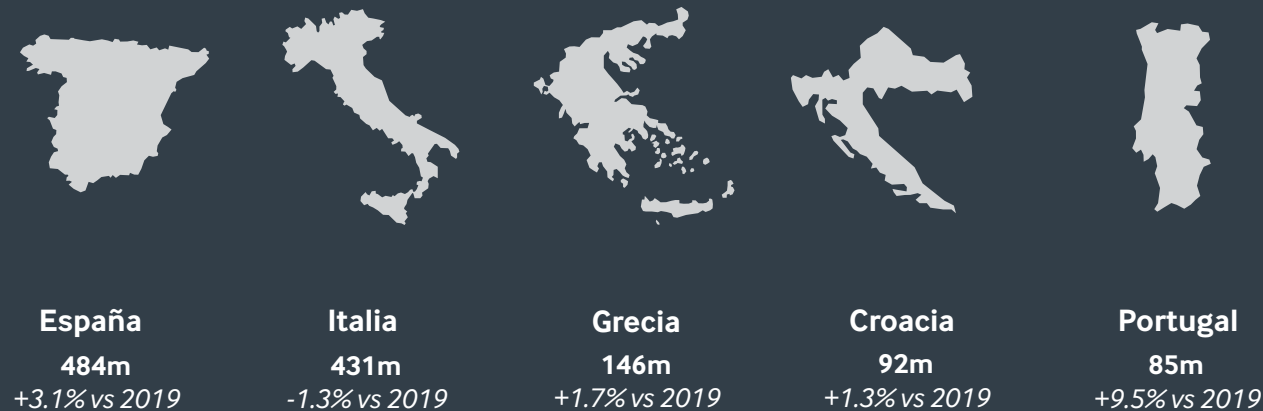 España
484m
+3.1% vs 2019
Italia
431m
-1.3% vs 2019
Grecia
146m
+1.7% vs 2019
Croacia
92m
+1.3% vs 2019
Portugal
85m
+9.5% vs 2019